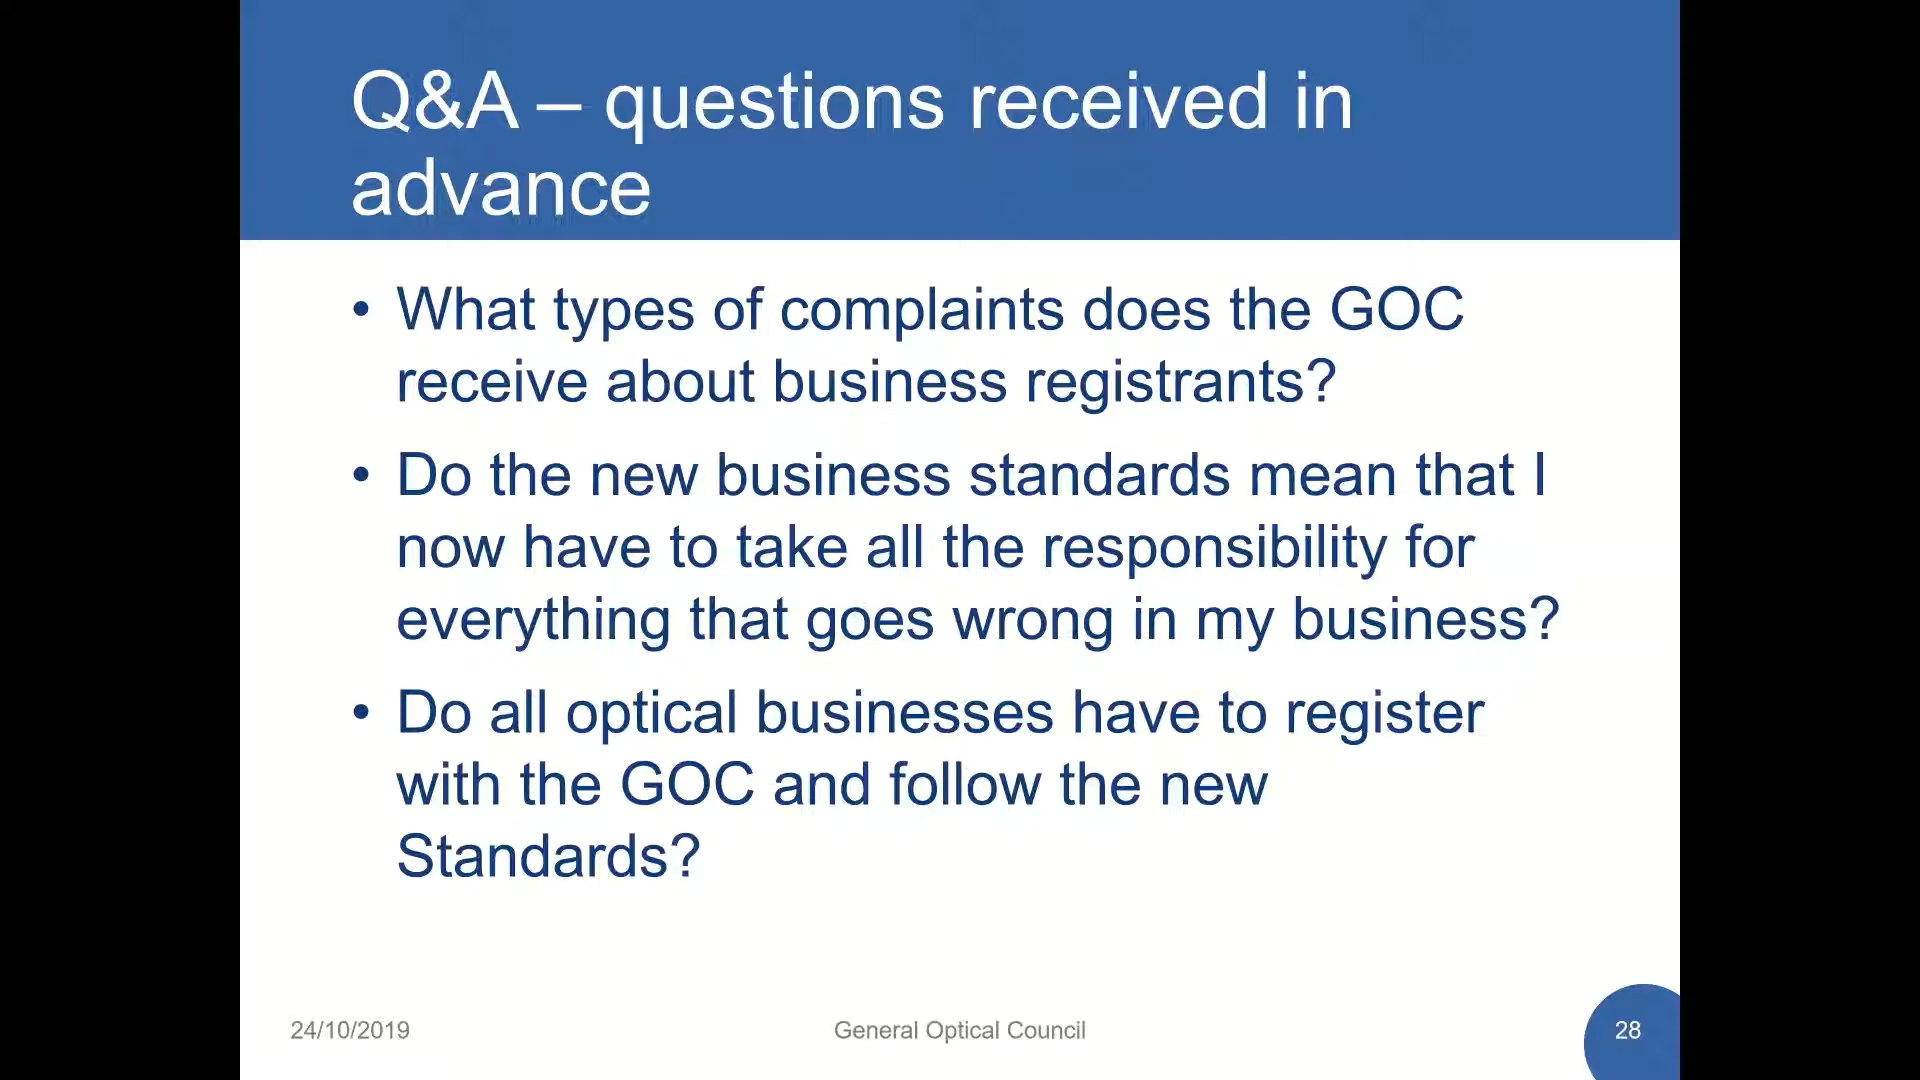 Q&A – questions received in
advance
• What types of complaints does the GOC
receive about business registrants?
• Do the new business standards mean that I
now have to take all the responsibility for
everything that goes wrong in my business?
• Do all optical businesses have to register
with the GOC and follow the new
Standards?
24/10/2019
General Optical Council
28